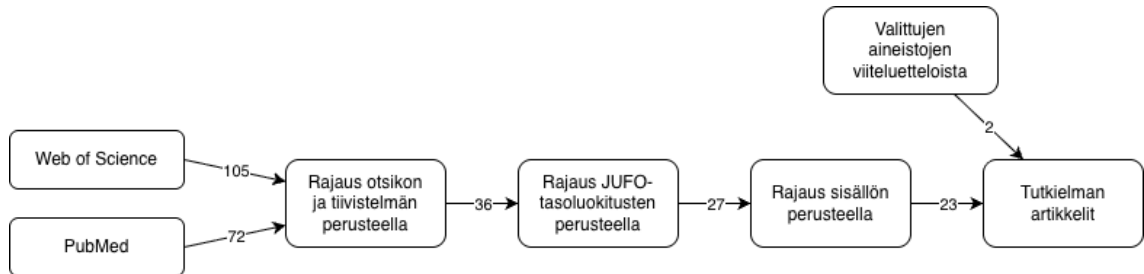 Valittujen
aineistojen
viiteluetteloista
2
Web of Science
105
PubMed
72
Rajaus otsikon
ja tiivistelmän
perusteella
36
Rajaus JUFO-
tasoluokitusten
perusteella
27
Rajaus sisällön
perusteella
23
Tutkielman
artikkelit